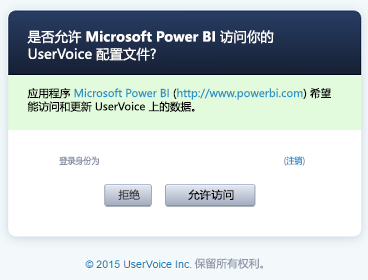 是否允许 Microsoft Power BI 访问你的
UserVoice 配置文件?
应用程序 Microsoft Power BI (http://www.powerbi.com) 希望
能访问和更新 UserVoice 上的数据。
登录身份为 (注销)
拒绝 允许访问
© 2015 UserVoice Inc. 保留所有权利。